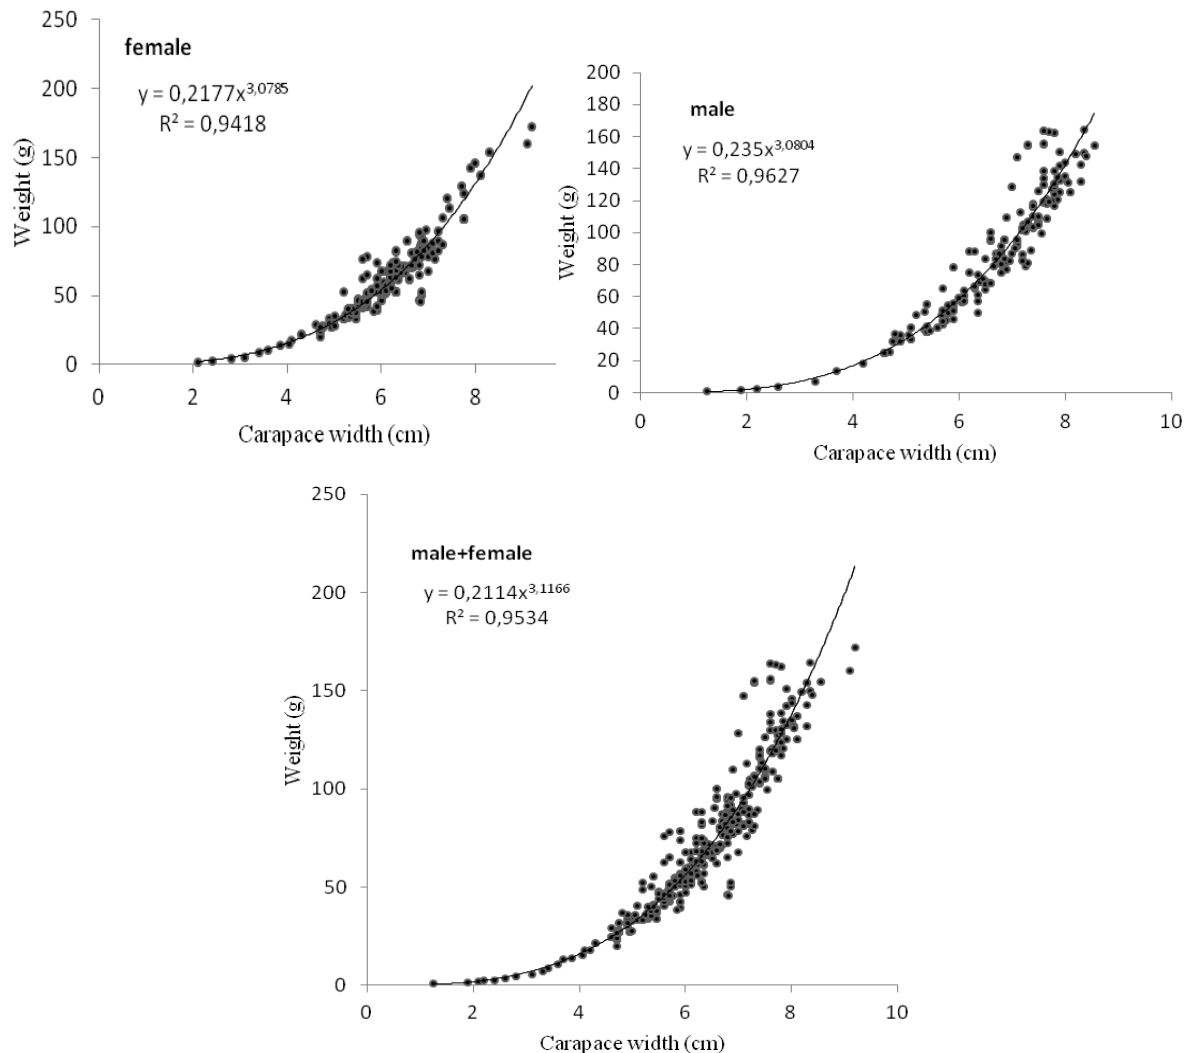 250
200
150
100
50
0
Weight (g)
female
y = 0,2177x^3,0785
R² = 0,9418
0 2 4 6 8
Carapace width (cm)
200
180
160
140
120
100
80
60
40
20
0
Weight (g)
male
y = 0,235x^3,0804
R² = 0,9627
0 2 4 6 8 10
Carapace width (cm)
250
200
150
100
50
0
Weight (g)
male+female
y = 0,2114x^3,1166
R² = 0,9534
0 2 4 6 8 10
Carapace width (cm)